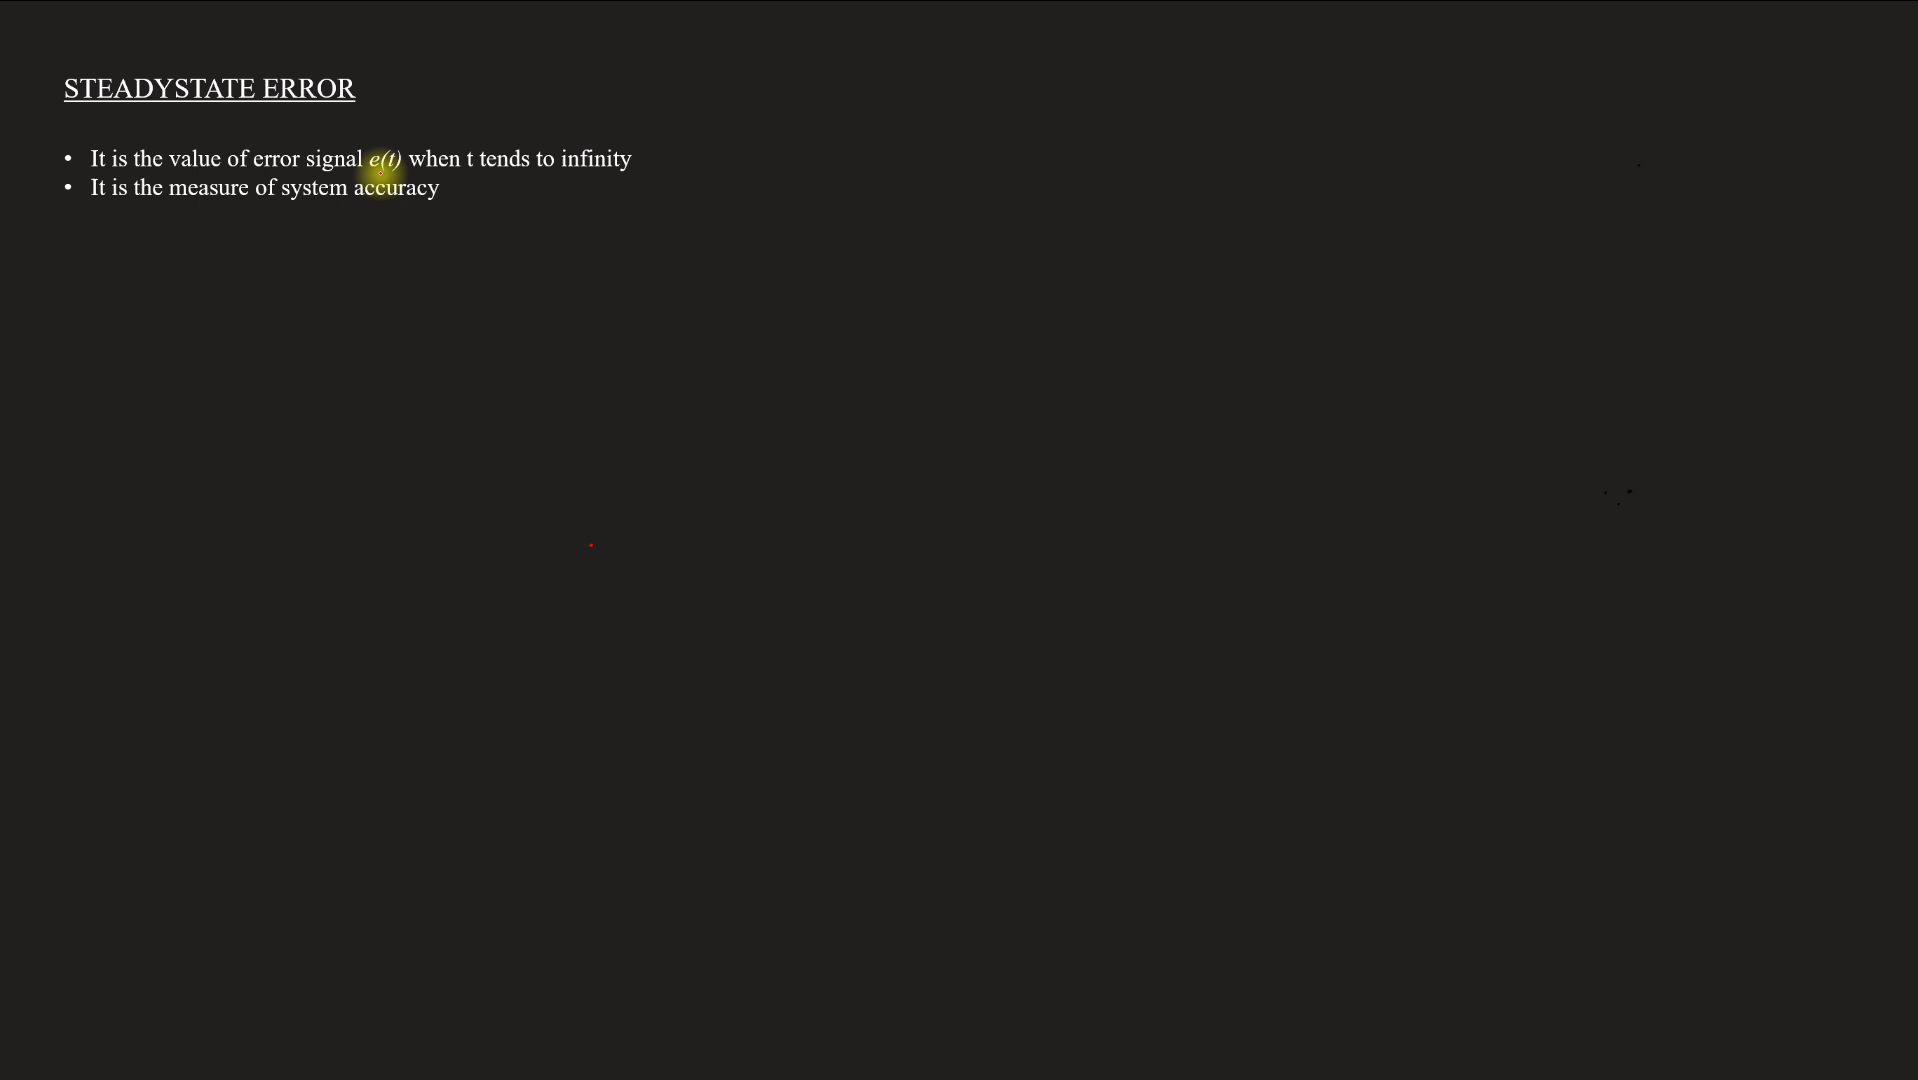 STEADYSTATE ERROR
• It is the value of error signal e(t) when t tends to infinity
• It is the measure of system accuracy